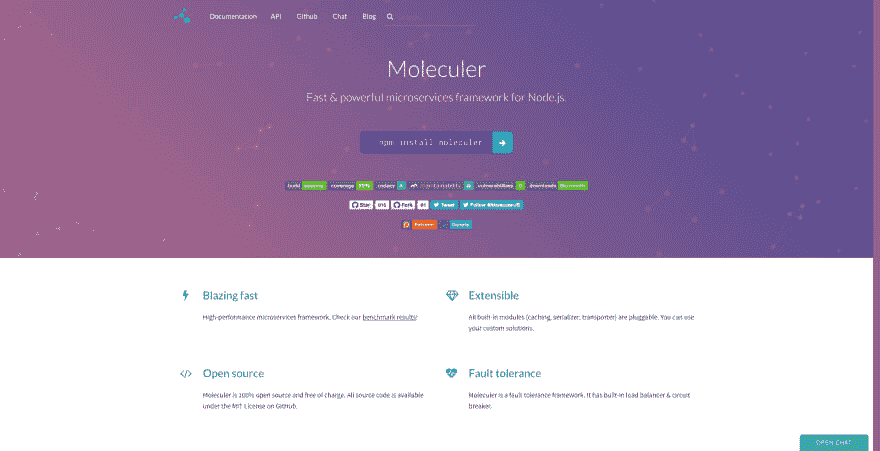 Documentation API Github Chat Blog
Moleculer
Fast & powerful microservices framework for Node.js.
npm install moleculer
build passing coverage codacy A maintainability vulnerabilities 0 downloads
Star Fork Tweet Follow @MoleculerJS
Patreon Donate
Blazing fast
High-performance microservices framework. Check our benchmark results!
Extensible
All built-in modules (caching, serializer, transporter) are pluggable. You can use
your custom solutions.
Open source
Moleculer is 100% open source and free of charge. All source code is available
under the MIT License on GitHub.
Fault tolerance
Moleculer is a fault tolerance framework. It has built-in load balancer & circuit
breaker.
OPEN CHAT